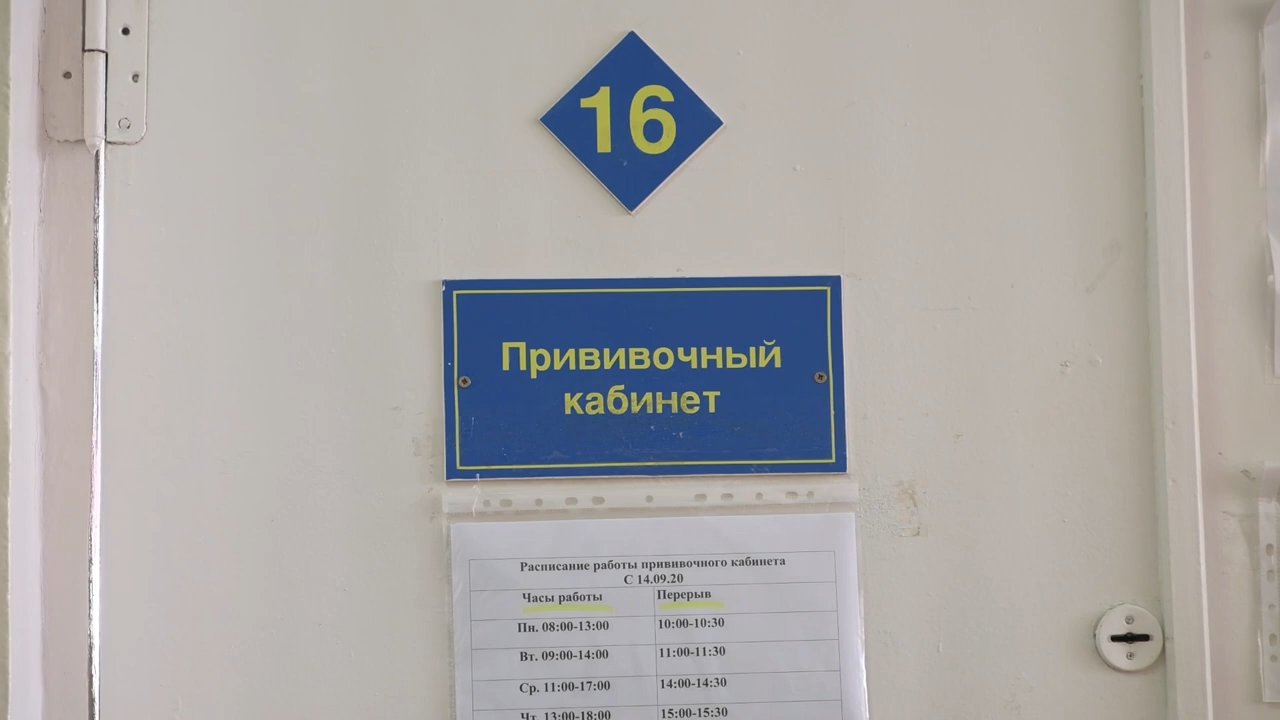 16
Прививочный
кабинет
Расписание работы прививочного кабинета
С 14.09.20
Часы работы Перерыв
Пн. 08:00-13:00 10:00-10:30
Вт. 09:00-14:00 11:00-11:30
Ср. 11:00-17:00 14:00-14:30
Чт. 13:00-18:00 15:00-15:30